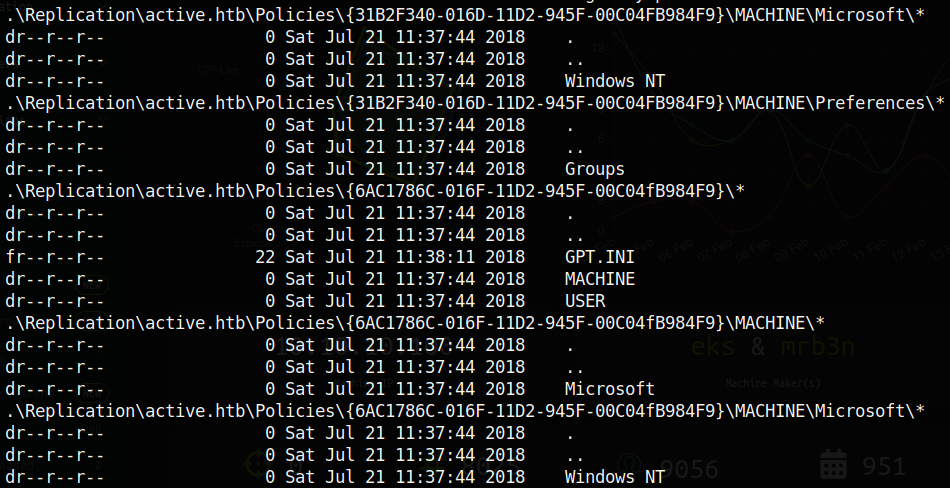 .\Replication\active.htb\Policies\{31B2F340-016D-11D2-945F-00C04FB984F9}\MACHINE\Microsoft\*
dr--r--r-- 0 Sat Jul 21 11:37:44 2018 .
dr--r--r-- 0 Sat Jul 21 11:37:44 2018 ..
dr--r--r-- 0 Sat Jul 21 11:37:44 2018 Windows NT
.\Replication\active.htb\Policies\{31B2F340-016D-11D2-945F-00C04FB984F9}\MACHINE\Preferences\*
dr--r--r-- 0 Sat Jul 21 11:37:44 2018 .
dr--r--r-- 0 Sat Jul 21 11:37:44 2018 ..
dr--r--r-- 0 Sat Jul 21 11:37:44 2018 Groups
.\Replication\active.htb\Policies\{6AC1786C-016F-11D2-945F-00C04fB984F9}\*
dr--r--r-- 0 Sat Jul 21 11:37:44 2018 .
dr--r--r-- 0 Sat Jul 21 11:37:44 2018 ..
fr--r--r-- 22 Sat Jul 21 11:38:11 2018 GPT.INI
dr--r--r-- 0 Sat Jul 21 11:37:44 2018 MACHINE
dr--r--r-- 0 Sat Jul 21 11:37:44 2018 USER
.\Replication\active.htb\Policies\{6AC1786C-016F-11D2-945F-00C04fB984F9}\MACHINE\*
dr--r--r-- 0 Sat Jul 21 11:37:44 2018 .
eks & mrb3n
dr--r--r-- 0 Sat Jul 21 11:37:44 2018 ..
dr--r--r-- 0 Sat Jul 21 11:37:44 2018 Microsoft
Machine Maker(s)
.\Replication\active.htb\Policies\{6AC1786C-016F-11D2-945F-00C04fB984F9}\MACHINE\Microsoft\*
dr--r--r-- 0 Sat Jul 21 11:37:44 2018 .
dr--r--r-- 0 Sat Jul 21 11:37:44 2018 ..
dr--r--r-- 0 Sat Jul 21 11:37:44 2018 Windows NT
9056
951